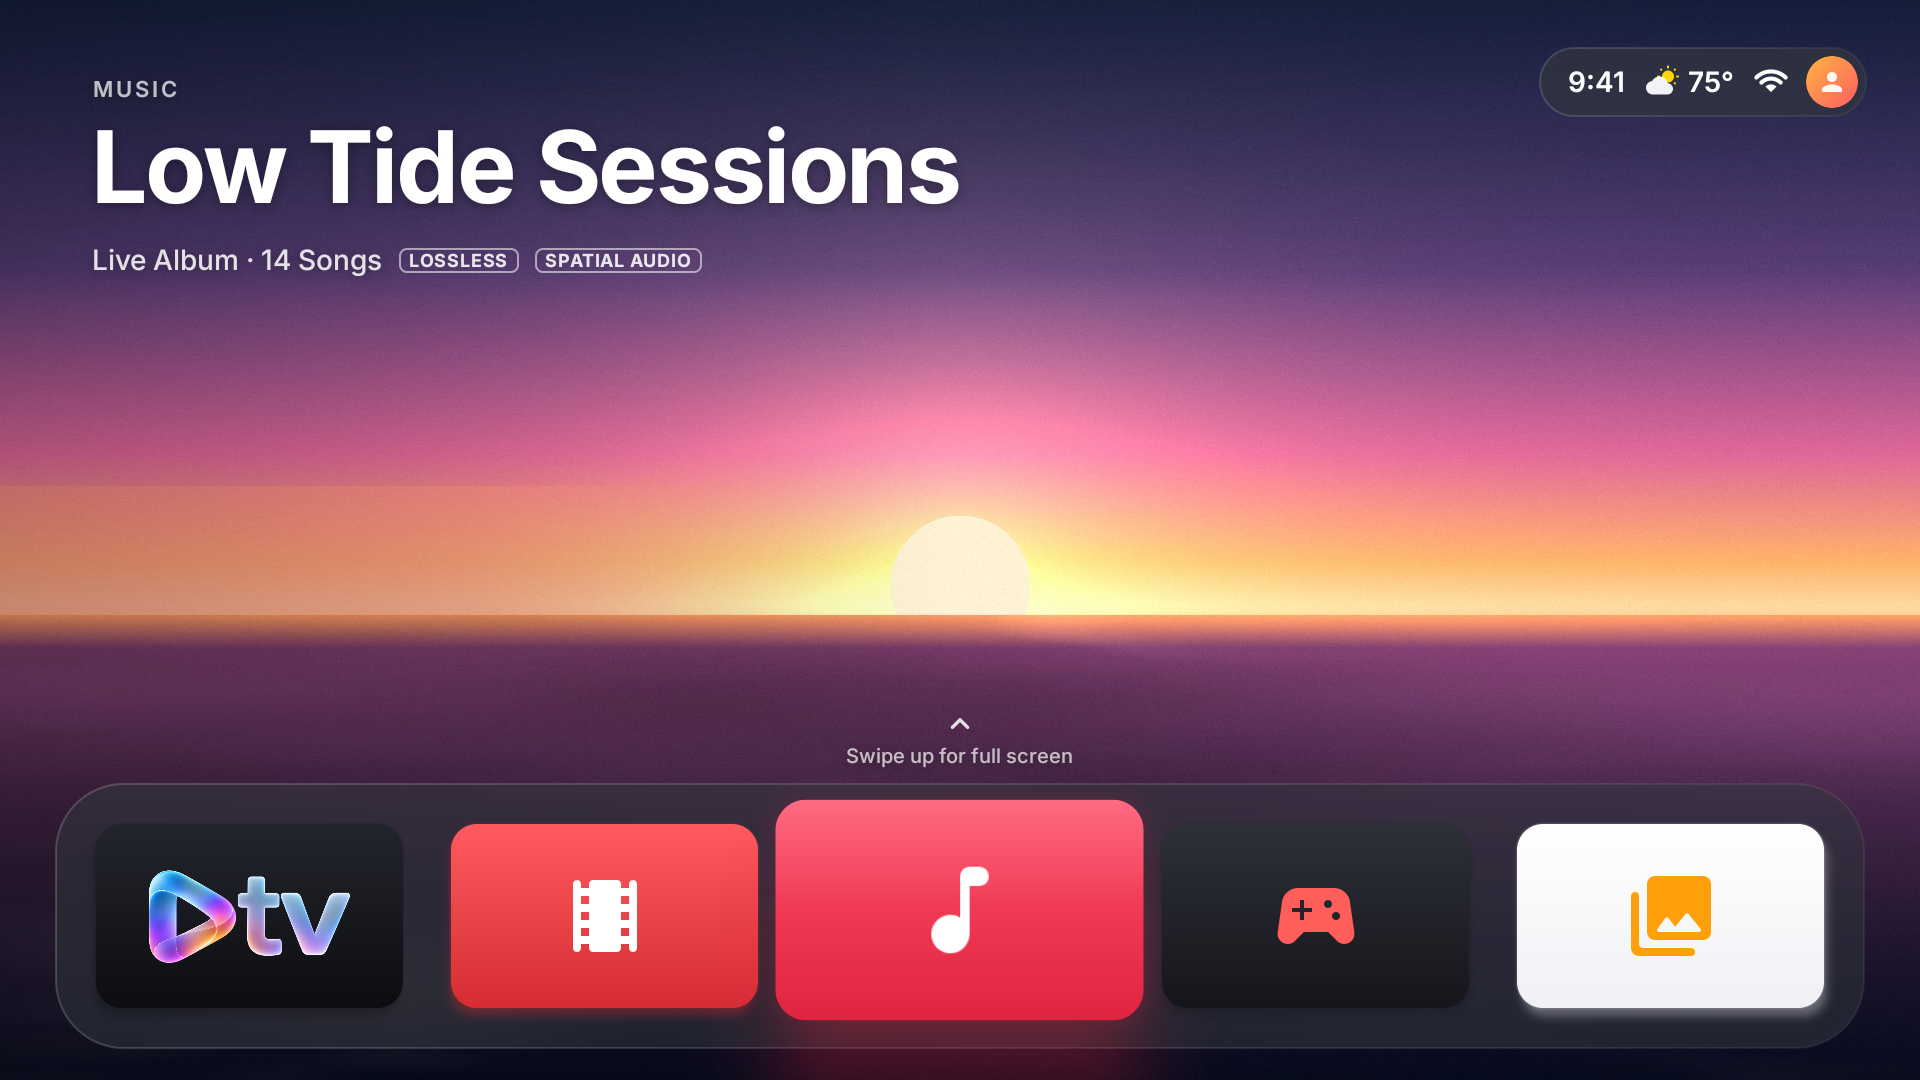 MUSIC
Low Tide Sessions
Live Album · 14 Songs LOSSLESS SPATIAL AUDIO
9:41 75°
Swipe up for full screen
tv